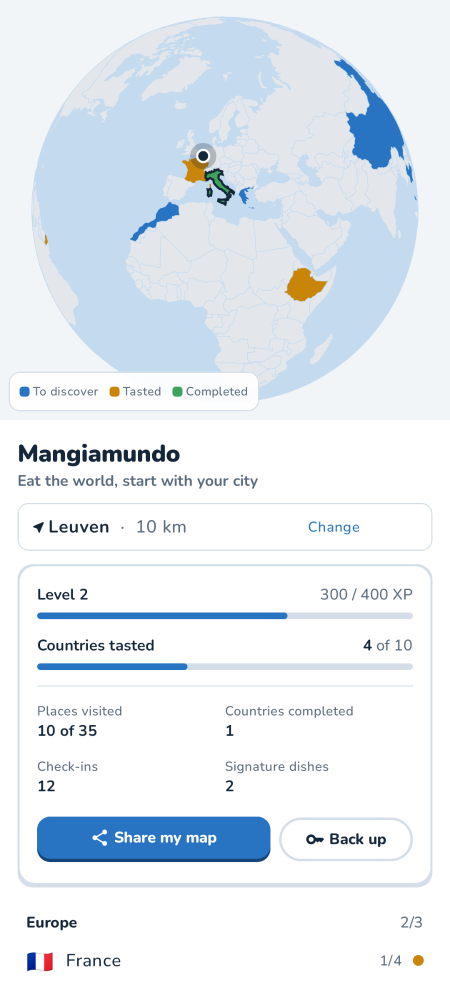 To discover Tasted Completed
Mangiamundo
Eat the world, start with your city
Leuven · 10 km Change
Level 2 300 / 400 XP
Countries tasted 4 of 10
Places visited Countries completed
10 of 35 1
Check-ins Signature dishes
12 2
Share my map Back up
Europe 2/3
France 1/4